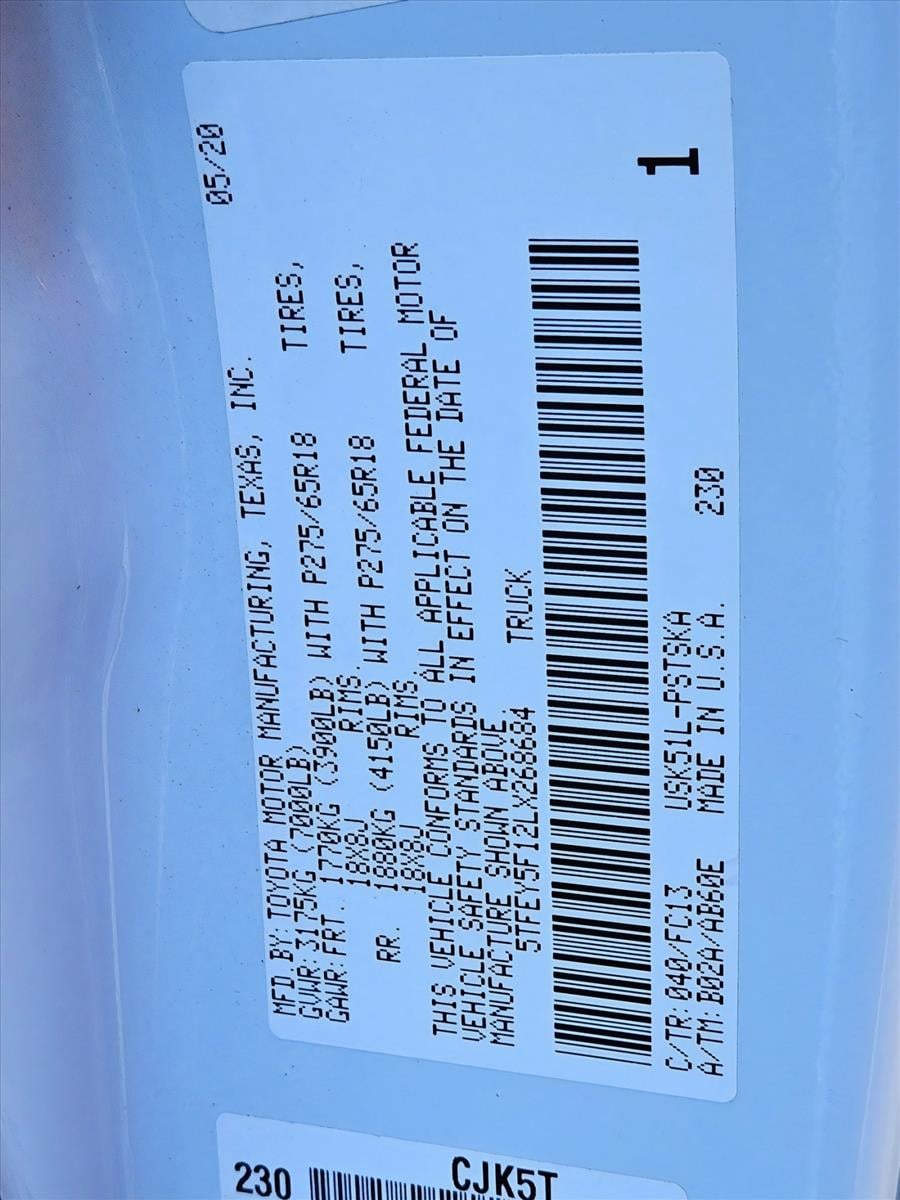 MFD BY: TOYOTA MOTOR MANUFACTURING, TEXAS, INC. 05/20
GVWR: 3175KG (7000LB)
GAWR: FRT. 1770KG (3900LB) WITH P275/65R18 TIRES,
18X8J RIMS.
RR. 1880KG (4150LB) WITH P275/65R18 TIRES,
18X8J RIMS.
THIS VEHICLE CONFORMS TO ALL APPLICABLE FEDERAL MOTOR
VEHICLE SAFETY STANDARDS IN EFFECT ON THE DATE OF
MANUFACTURE SHOWN ABOVE.
5TFEY5F12LX268684 TRUCK
1
C/TR: 040/FC13 USK51L-PSTSKA 230
A/TM: B02A/AB60E MADE IN U.S.A.
230
CJK5T